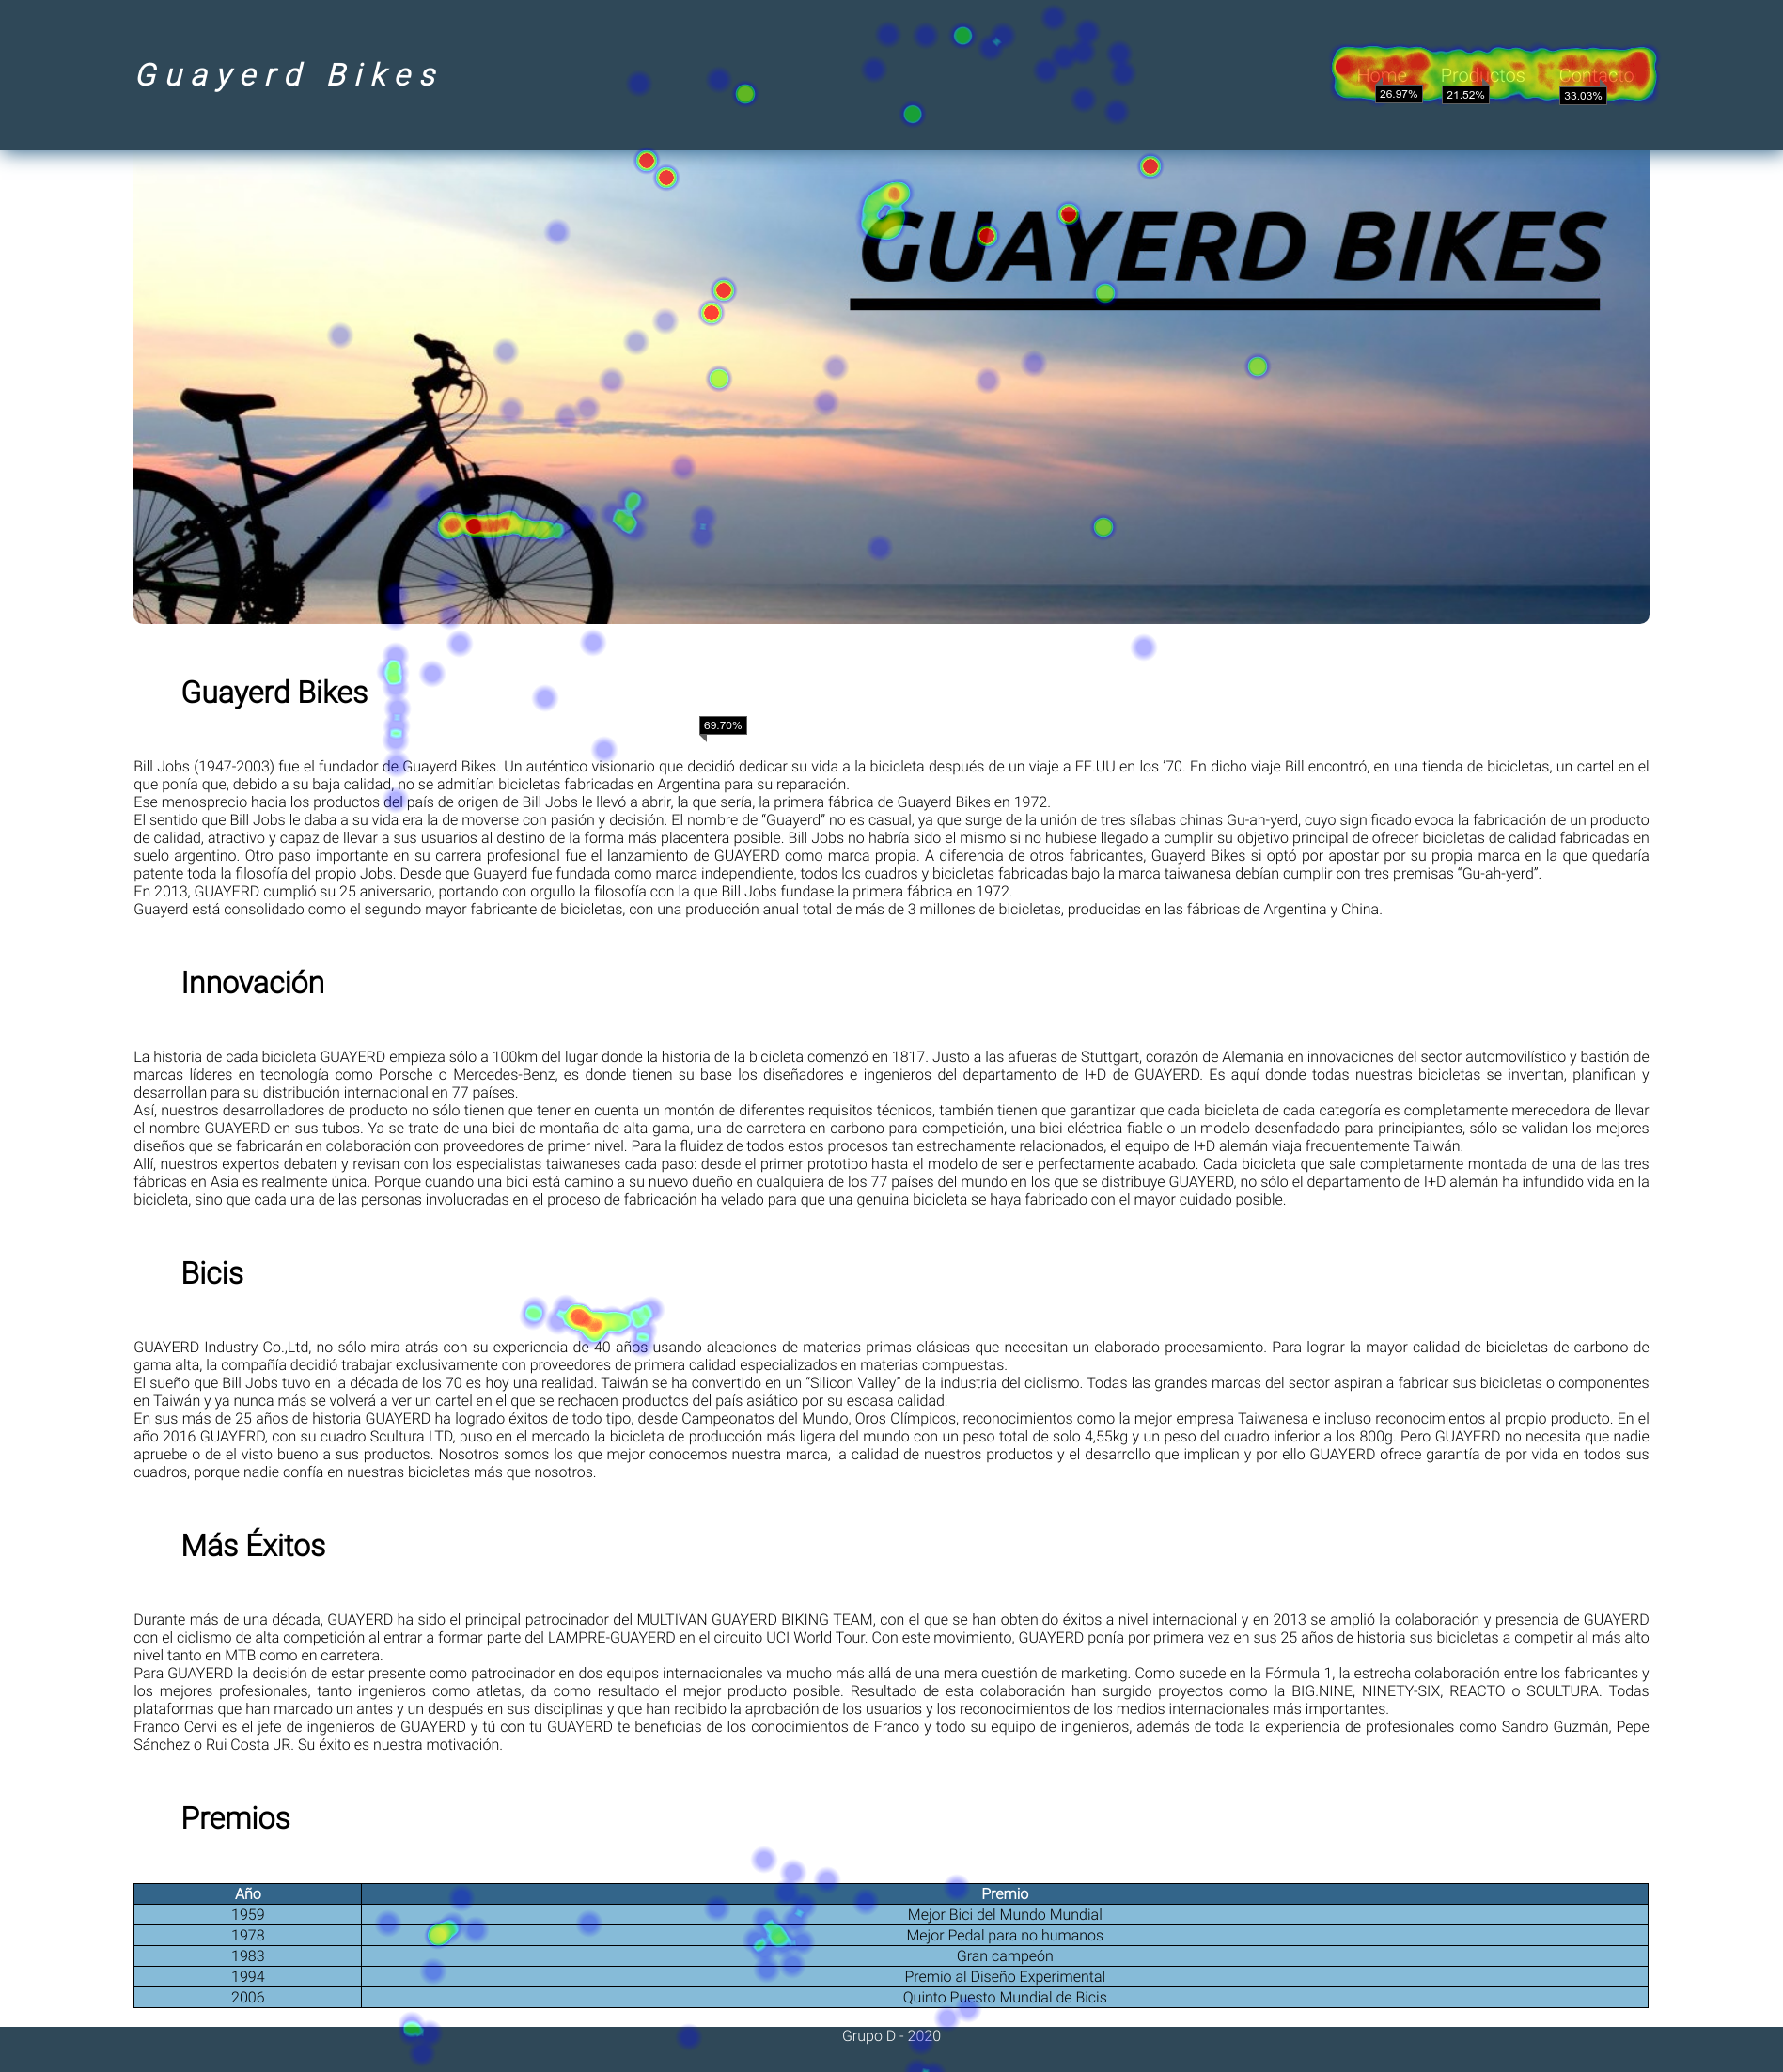 Guayerd Bikes
Home Productos Contacto
26.97% 21.52% 33.03%
GUAYERD BIKES
Guayerd Bikes
69.70%
Bill Jobs (1947-2003) fue el fundador de Guayerd Bikes. Un auténtico visionario que decidió dedicar su vida a la bicicleta después de un viaje a EE.UU en los ’70. En dicho viaje Bill encontró, en una tienda de bicicletas, un cartel en el
que ponía que, debido a su baja calidad, no se admitían bicicletas fabricadas en Argentina para su reparación.
Ese menosprecio hacia los productos del país de origen de Bill Jobs le llevó a abrir, la que sería, la primera fábrica de Guayerd Bikes en 1972.
El sentido que Bill Jobs le daba a su vida era la de moverse con pasión y decisión. El nombre de “Guayerd” no es casual, ya que surge de la unión de tres sílabas chinas Gu-ah-yerd, cuyo significado evoca la fabricación de un producto
de calidad, atractivo y capaz de llevar a sus usuarios al destino de la forma más placentera posible. Bill Jobs no habría sido el mismo si no hubiese llegado a cumplir su objetivo principal de ofrecer bicicletas de calidad fabricadas en
suelo argentino. Otro paso importante en su carrera profesional fue el lanzamiento de GUAYERD como marca propia. A diferencia de otros fabricantes, Guayerd Bikes si optó por apostar por su propia marca en la que quedaría
patente toda la filosofía del propio Jobs. Desde que Guayerd fue fundada como marca independiente, todos los cuadros y bicicletas fabricadas bajo la marca taiwanesa debían cumplir con tres premisas “Gu-ah-yerd”.
En 2013, GUAYERD cumplió su 25 aniversario, portando con orgullo la filosofía con la que Bill Jobs fundase la primera fábrica en 1972.
Guayerd está consolidado como el segundo mayor fabricante de bicicletas, con una producción anual total de más de 3 millones de bicicletas, producidas en las fábricas de Argentina y China.
Innovación
La historia de cada bicicleta GUAYERD empieza sólo a 100km del lugar donde la historia de la bicicleta comenzó en 1817. Justo a las afueras de Stuttgart, corazón de Alemania en innovaciones del sector automovilístico y bastión de
marcas líderes en tecnología como Porsche o Mercedes-Benz, es donde tienen su base los diseñadores e ingenieros del departamento de I+D de GUAYERD. Es aquí donde todas nuestras bicicletas se inventan, planifican y
desarrollan para su distribución internacional en 77 países.
Así, nuestros desarrolladores de producto no sólo tienen que tener en cuenta un montón de diferentes requisitos técnicos, también tienen que garantizar que cada bicicleta de cada categoría es completamente merecedora de llevar
el nombre GUAYERD en sus tubos. Ya se trate de una bici de montaña de alta gama, una de carretera en carbono para competición, una bici eléctrica fiable o un modelo desenfadado para principiantes, sólo se validan los mejores
diseños que se fabricarán en colaboración con proveedores de primer nivel. Para la fluidez de todos estos procesos tan estrechamente relacionados, el equipo de I+D alemán viaja frecuentemente Taiwán.
Allí, nuestros expertos debaten y revisan con los especialistas taiwaneses cada paso: desde el primer prototipo hasta el modelo de serie perfectamente acabado. Cada bicicleta que sale completamente montada de una de las tres
fábricas en Asia es realmente única. Porque cuando una bici está camino a su nuevo dueño en cualquiera de los 77 países del mundo en los que se distribuye GUAYERD, no sólo el departamento de I+D alemán ha infundido vida en la
bicicleta, sino que cada una de las personas involucradas en el proceso de fabricación ha velado para que una genuina bicicleta se haya fabricado con el mayor cuidado posible.
Bicis
GUAYERD Industry Co.,Ltd, no sólo mira atrás con su experiencia de 40 años usando aleaciones de materias primas clásicas que necesitan un elaborado procesamiento. Para lograr la mayor calidad de bicicletas de carbono de
gama alta, la compañía decidió trabajar exclusivamente con proveedores de primera calidad especializados en materias compuestas.
El sueño que Bill Jobs tuvo en la década de los 70 es hoy una realidad. Taiwán se ha convertido en un “Silicon Valley” de la industria del ciclismo. Todas las grandes marcas del sector aspiran a fabricar sus bicicletas o componentes
en Taiwán y ya nunca más se volverá a ver un cartel en el que se rechacen productos del país asiático por su escasa calidad.
En sus más de 25 años de historia GUAYERD ha logrado éxitos de todo tipo, desde Campeonatos del Mundo, Oros Olímpicos, reconocimientos como la mejor empresa Taiwanesa e incluso reconocimientos al propio producto. En el
año 2016 GUAYERD, con su cuadro Scultura LTD, puso en el mercado la bicicleta de producción más ligera del mundo con un peso total de solo 4,55kg y un peso del cuadro inferior a los 800g. Pero GUAYERD no necesita que nadie
apruebe o de el visto bueno a sus productos. Nosotros somos los que mejor conocemos nuestra marca, la calidad de nuestros productos y el desarrollo que implican y por ello GUAYERD ofrece garantía de por vida en todos sus
cuadros, porque nadie confía en nuestras bicicletas más que nosotros.
Más Éxitos
Durante más de una década, GUAYERD ha sido el principal patrocinador del MULTIVAN GUAYERD BIKING TEAM, con el que se han obtenido éxitos a nivel internacional y en 2013 se amplió la colaboración y presencia de GUAYERD
con el ciclismo de alta competición al entrar a formar parte del LAMPRE-GUAYERD en el circuito UCI World Tour. Con este movimiento, GUAYERD ponía por primera vez en sus 25 años de historia sus bicicletas a competir al más alto
nivel tanto en MTB como en carretera.
Para GUAYERD la decisión de estar presente como patrocinador en dos equipos internacionales va mucho más allá de una mera cuestión de marketing. Como sucede en la Fórmula 1, la estrecha colaboración entre los fabricantes y
los mejores profesionales, tanto ingenieros como atletas, da como resultado el mejor producto posible. Resultado de esta colaboración han surgido proyectos como la BIG.NINE, NINETY-SIX, REACTO o SCULTURA. Todas
plataformas que han marcado un antes y un después en sus disciplinas y que han recibido la aprobación de los usuarios y los reconocimientos de los medios internacionales más importantes.
Franco Cervi es el jefe de ingenieros de GUAYERD y tú con tu GUAYERD te beneficias de los conocimientos de Franco y todo su equipo de ingenieros, además de toda la experiencia de profesionales como Sandro Guzmán, Pepe
Sánchez o Rui Costa JR. Su éxito es nuestra motivación.
Premios
Año Premio
1959 Mejor Bici del Mundo Mundial
1978 Mejor Pedal para no humanos
1983 Gran campeón
1994 Premio al Diseño Experimental
2006 Quinto Puesto Mundial de Bicis
Grupo D - 2020